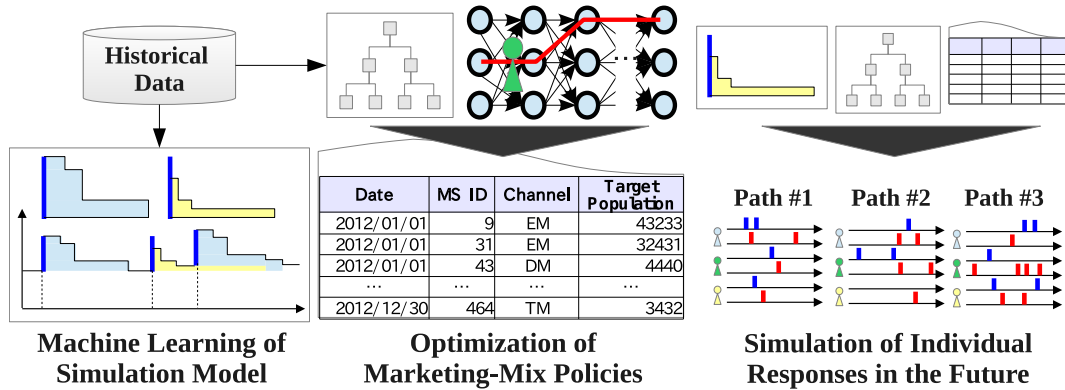 Historical
Data
Date MS ID Channel Target Population
2012/01/01 9 EM 43233
2012/01/01 31 EM 32431
2012/01/01 43 DM 4440
... ... ... ...
2012/12/30 464 TM 3432
Path #1 Path #2 Path #3
Machine Learning of
Simulation Model
Optimization of
Marketing-Mix Policies
Simulation of Individual
Responses in the Future